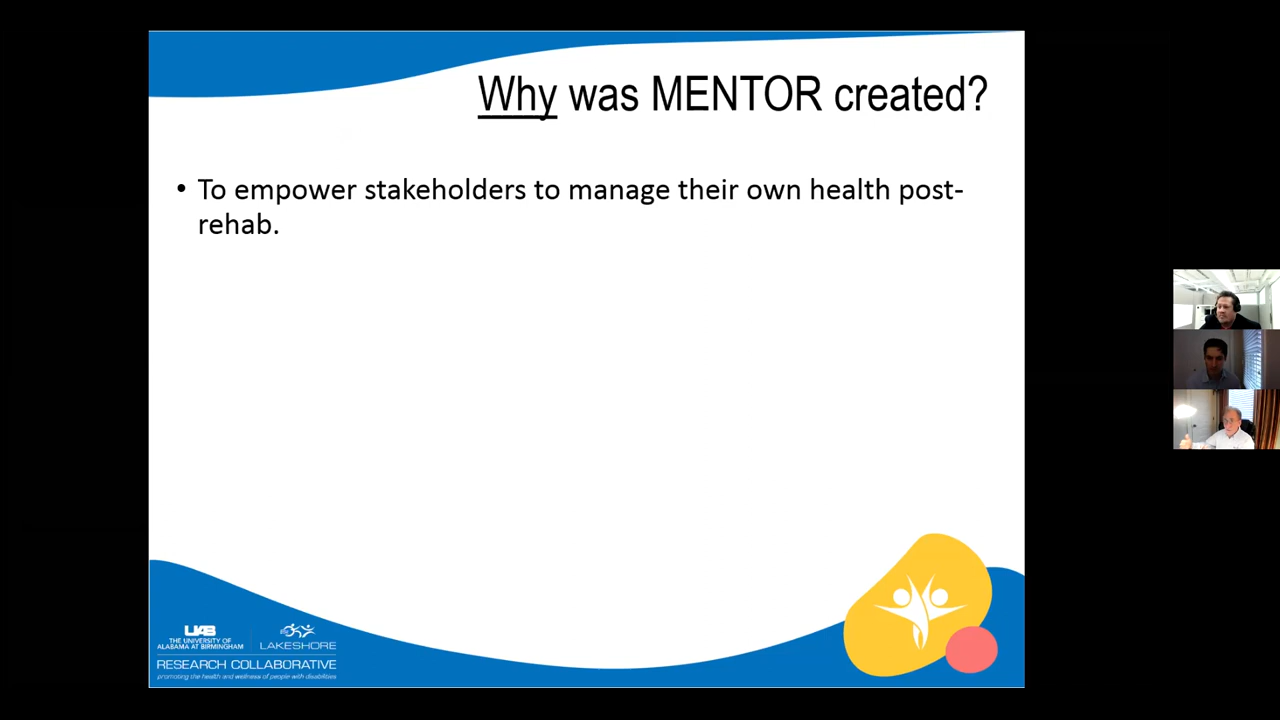 Why was MENTOR created?
• To empower stakeholders to manage their own health post-
rehab.
UAB
THE UNIVERSITY OF
ALABAMA AT BIRMINGHAM
LAKESHORE
RESEARCH COLLABORATIVE
promoting the health and wellness of people with disabilities